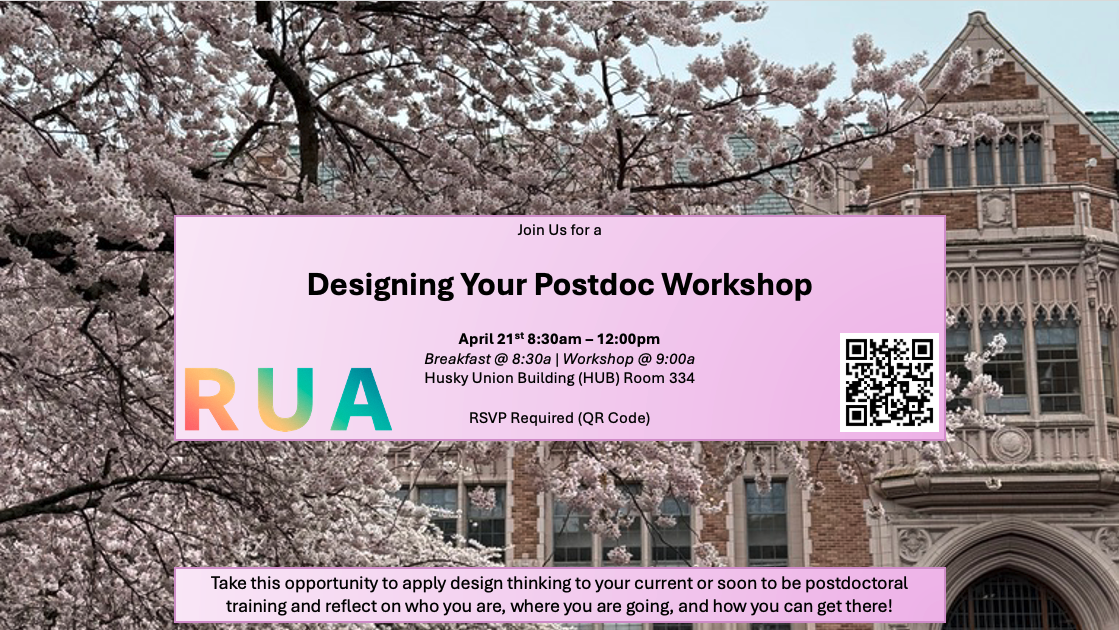 Join Us for a
Designing Your Postdoc Workshop
April 21st 8:30am – 12:00pm
Breakfast @ 8:30a | Workshop @ 9:00a
Husky Union Building (HUB) Room 334
RUA
RSVP Required (QR Code)
Take this opportunity to apply design thinking to your current or soon to be postdoctoral
training and reflect on who you are, where you are going, and how you can get there!